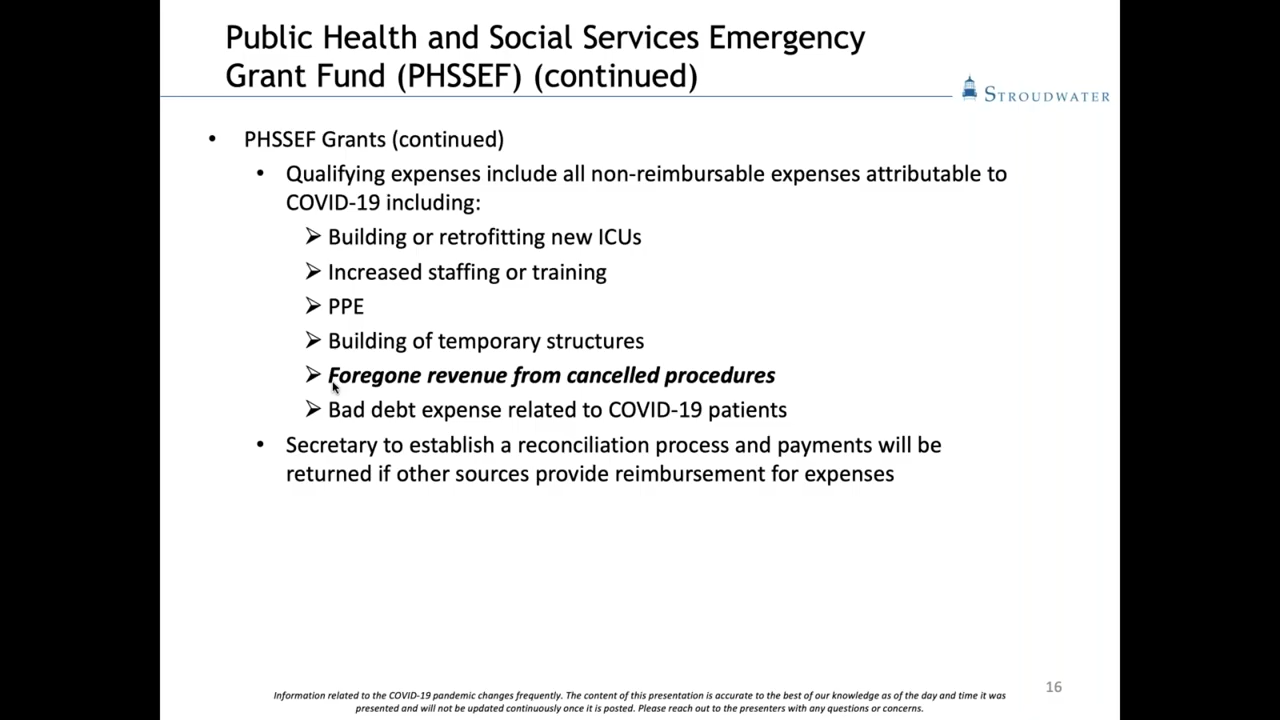 Public Health and Social Services Emergency
Grant Fund (PHSSEF) (continued)
STROUDWATER
• PHSSEF Grants (continued)
• Qualifying expenses include all non-reimbursable expenses attributable to
COVID-19 including:
➢ Building or retrofitting new ICUs
➢ Increased staffing or training
➢ PPE
➢ Building of temporary structures
➢ Foregone revenue from cancelled procedures
➢ Bad debt expense related to COVID-19 patients
• Secretary to establish a reconciliation process and payments will be
returned if other sources provide reimbursement for expenses
16
Information related to the COVID-19 pandemic changes frequently. The content of this presentation is accurate to the best of our knowledge as of the day and time it was
presented and will not be updated continuously once it is posted. Please reach out to the presenters with any questions or concerns.